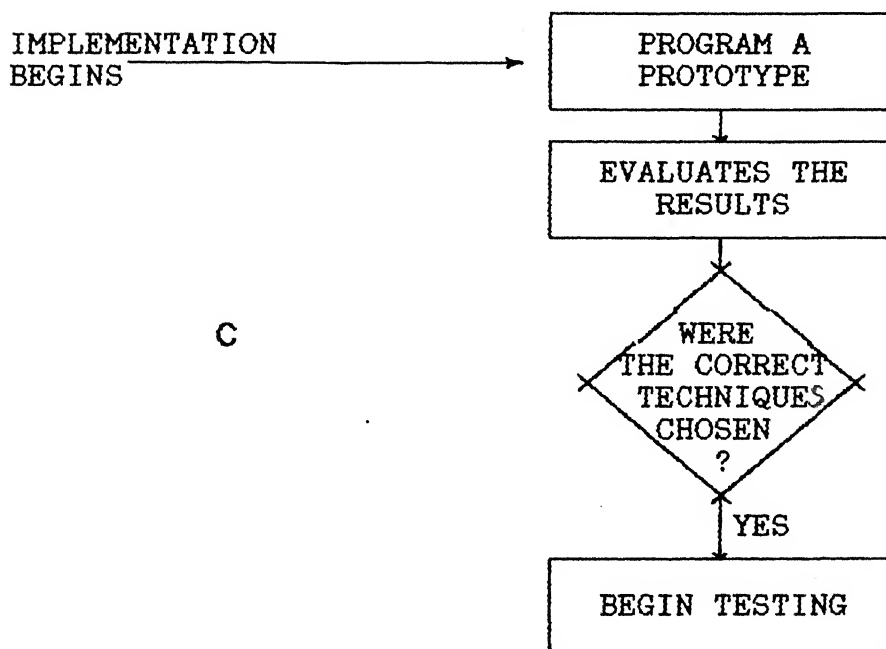 IMPLEMENTATION
BEGINS
PROGRAM A
PROTOTYPE
EVALUATES THE
RESULTS
C
WERE
THE CORRECT
TECHNIQUES
CHOSEN
?
YES
BEGIN TESTING